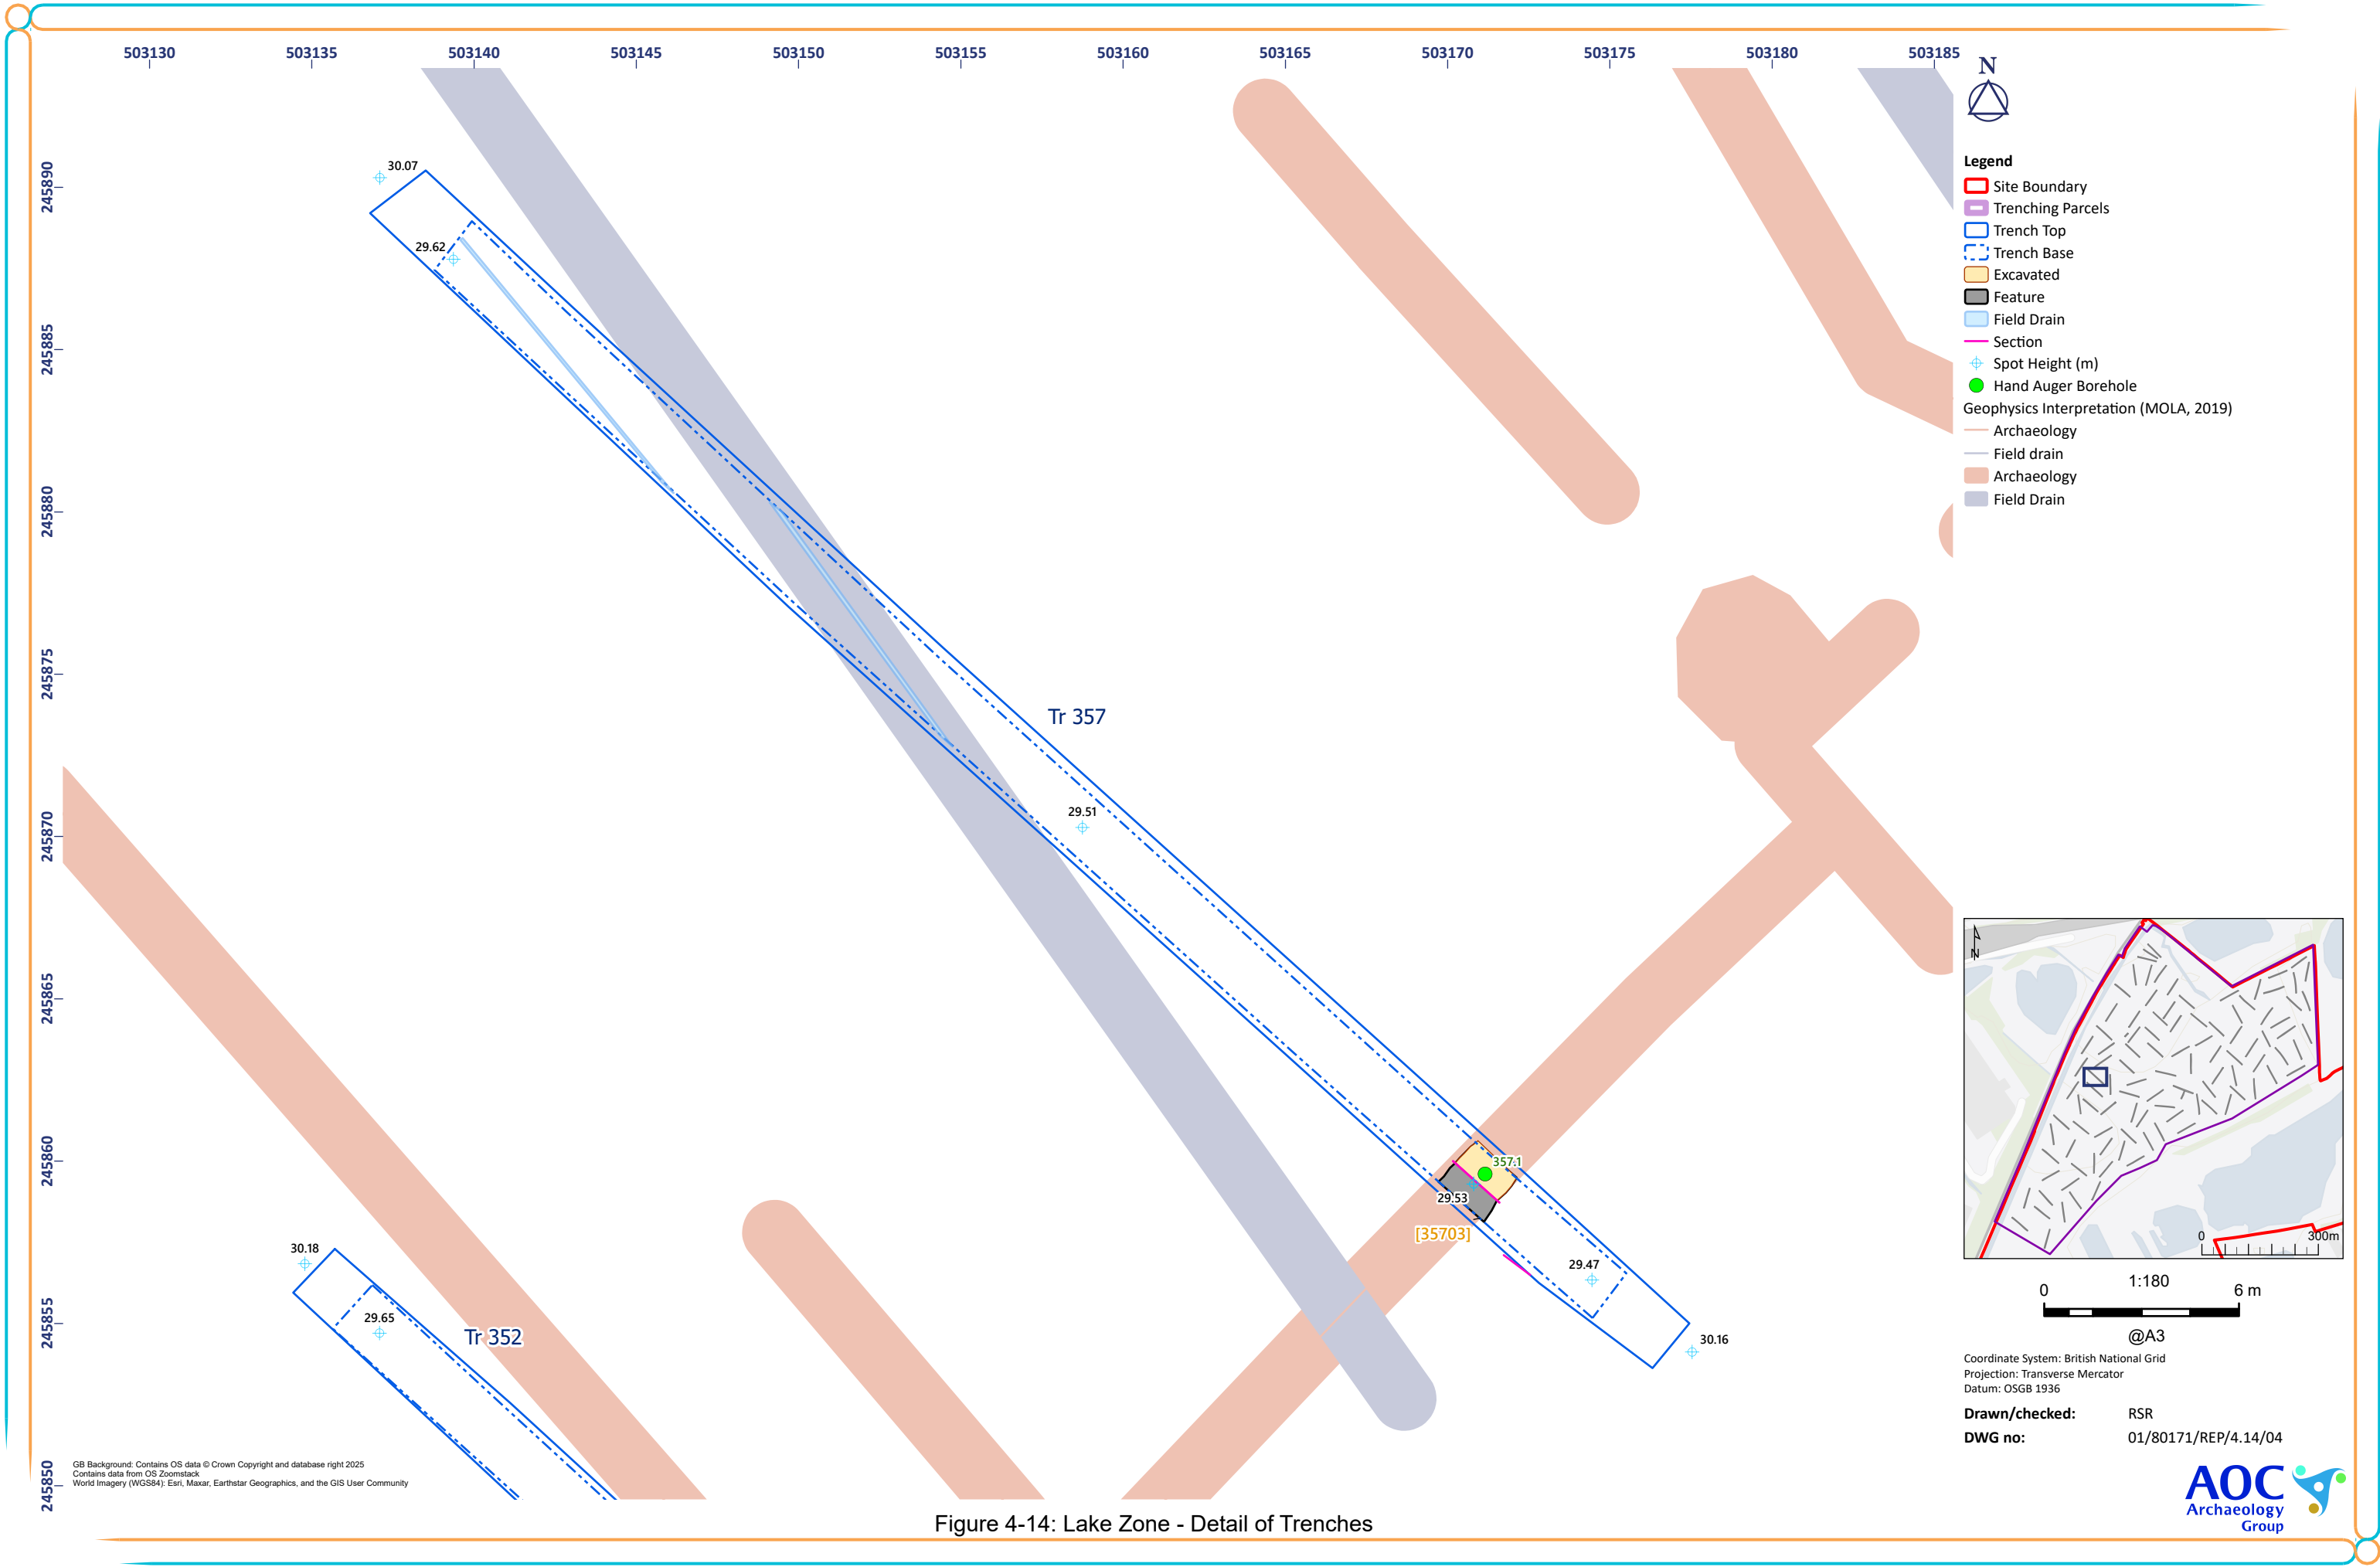 503130 503135 503140 503145 503150 503155 503160 503165 503170 503175 503180 503185
245890
245885
245880
245875
245870
245865
245860
245855
245850
30.07
29.62
Tr 357
29.51
357.1
29.53
[35703]
29.47
30.16
30.18
29.65
Tr 352
GB Background: Contains OS data © Crown Copyright and database right 2025
Contains data from OS Zoomstack
World Imagery (WGS84): Esri, Maxar, Earthstar Geographics, and the GIS User Community
N
Legend
Site Boundary
Trenching Parcels
Trench Top
Trench Base
Excavated
Feature
Field Drain
Section
Spot Height (m)
Hand Auger Borehole
Geophysics Interpretation (MOLA, 2019)
Archaeology
Field drain
Archaeology
Field Drain
N
0 300m
1:180
0 6 m
@A3
Coordinate System: British National Grid
Projection: Transverse Mercator
Datum: OSGB 1936
Drawn/checked: RSR
DWG no: 01/80171/REP/4.14/04
AOC
Archaeology
Group
Figure 4-14: Lake Zone - Detail of Trenches